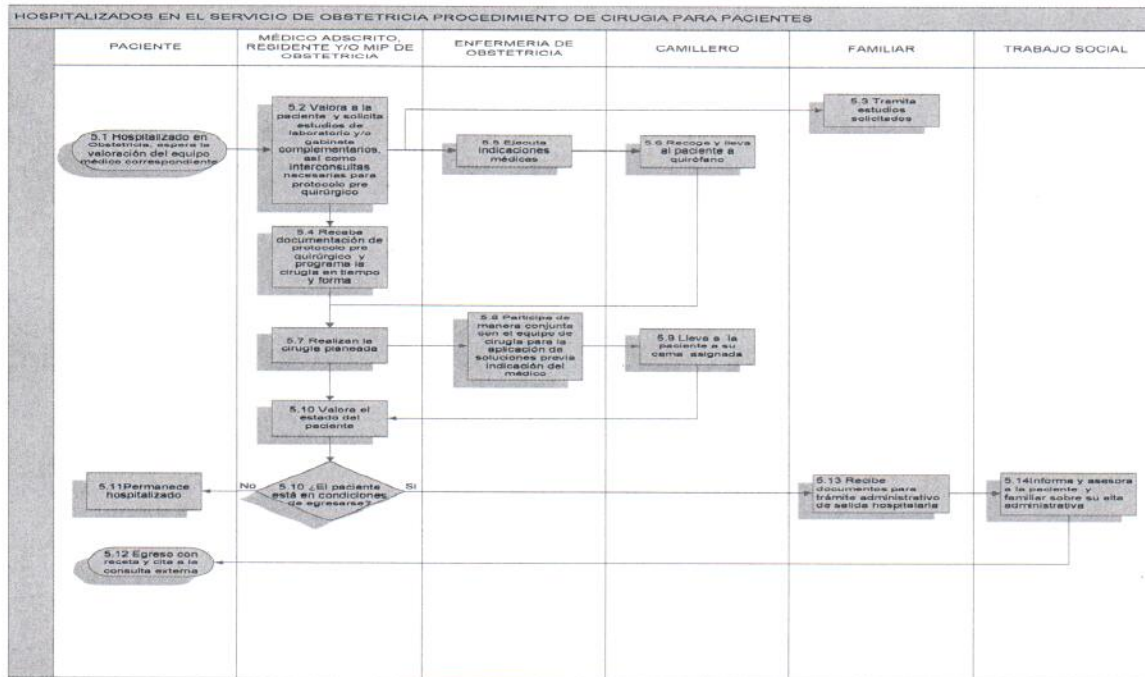 HOSPITALIZADOS EN EL SERVICIO DE OBSTETRICIA PROCEDIMIENTO DE CIRUGIA PARA PACIENTES
PACIENTE
MÉDICO ADSCRITO,
RESIDENTE Y/O MIP DE
OBSTETRICIA
ENFERMERIA DE
OBSTETRICIA
CAMILLERO
FAMILIAR
TRABAJO SOCIAL
5.1 Hospitalizado en
Obstetricia, espera la
valoración del equipo
médico correspondiente
5.2 Valora a la
paciente y solicita
estudios de
laboratorio y/o
gabinete
complementarios,
así como
interconsultas
necesarias para
protocolo pre
quirúrgico
5.3 Tramita
estudios
solicitados
5.5 Ejecuta
indicaciones
médicas
5.6 Recoge y lleva
al paciente a
quirófano
5.4 Recaba
documentación de
protocolo pre
quirúrgico y
programa la
cirugía en tiempo
y forma
5.7 Realizan la
cirugía planeada
5.8 Participa de
manera conjunta
con el equipo de
cirugía para la
aplicación de
soluciones previa
indicación del
médico
5.9 Lleva a la
paciente a su
cama asignada
5.10 Valora el
estado del
paciente
5.11Permanece
hospitalizado
No
5.10 ¿El paciente
está en condiciones
de egresarse?
Si
5.13 Recibe
documentos para
trámite administrativo
de salida hospitalaria
5.14Informa y asesora
a la paciente y
familiar sobre su alta
administrativa
5.12 Egreso con
receta y cita a la
consulta externa